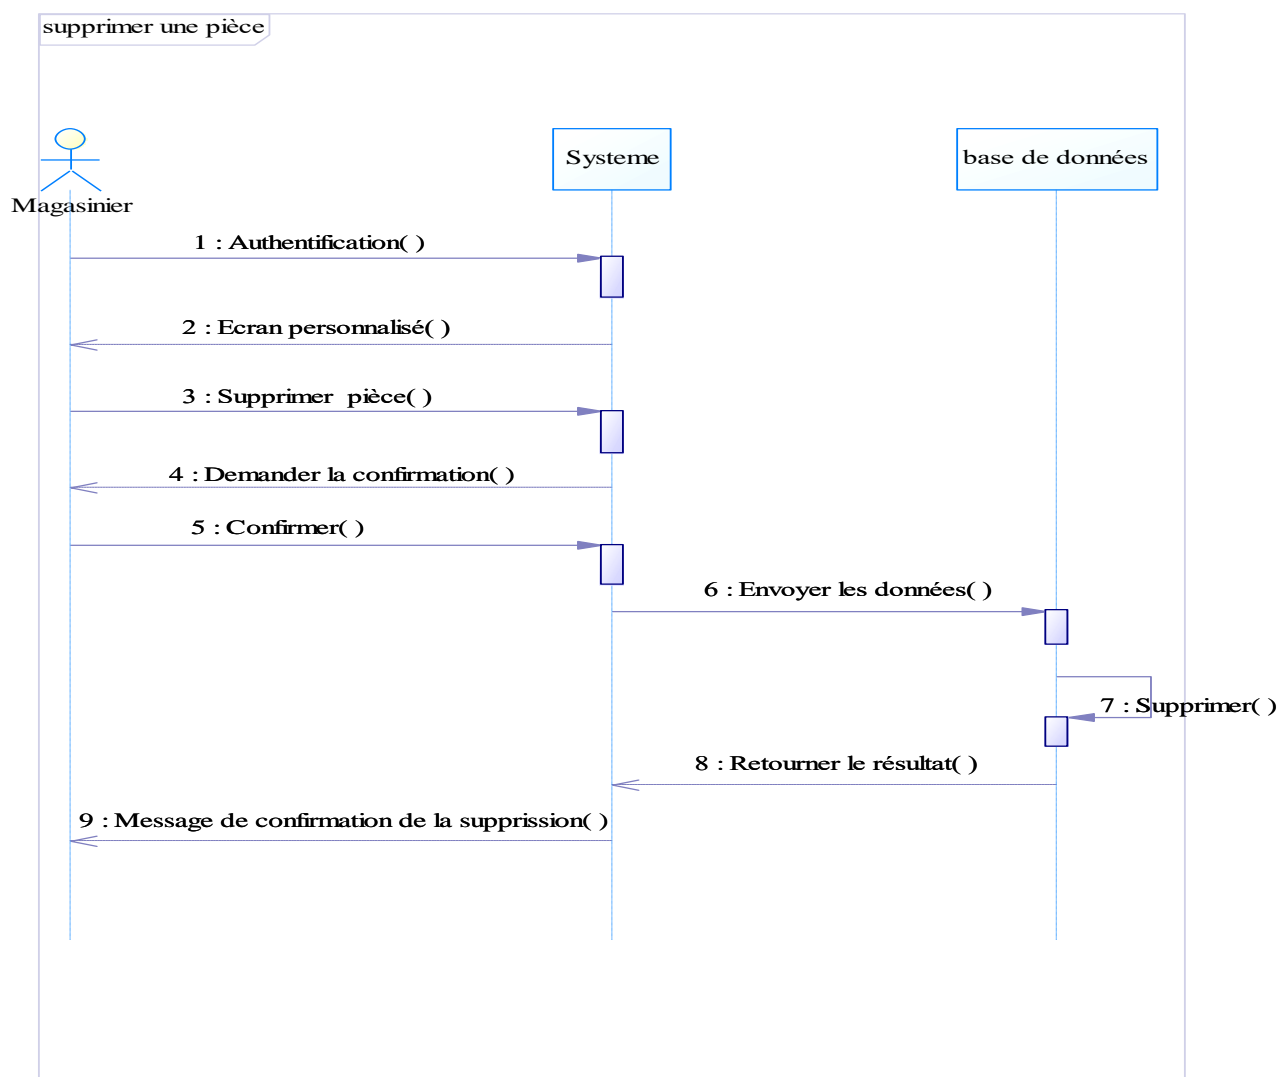 supprimer une pièce
Systeme
base de données
Magasinier
1 : Authentification( )
2 : Ecran personnalisé( )
3 : Supprimer  pièce( )
4 : Demander la confirmation( )
5 : Confirmer( )
6 : Envoyer les données( )
7 : Supprimer( )
8 : Retourner le résultat( )
9 : Message de confirmation de la supprission( )